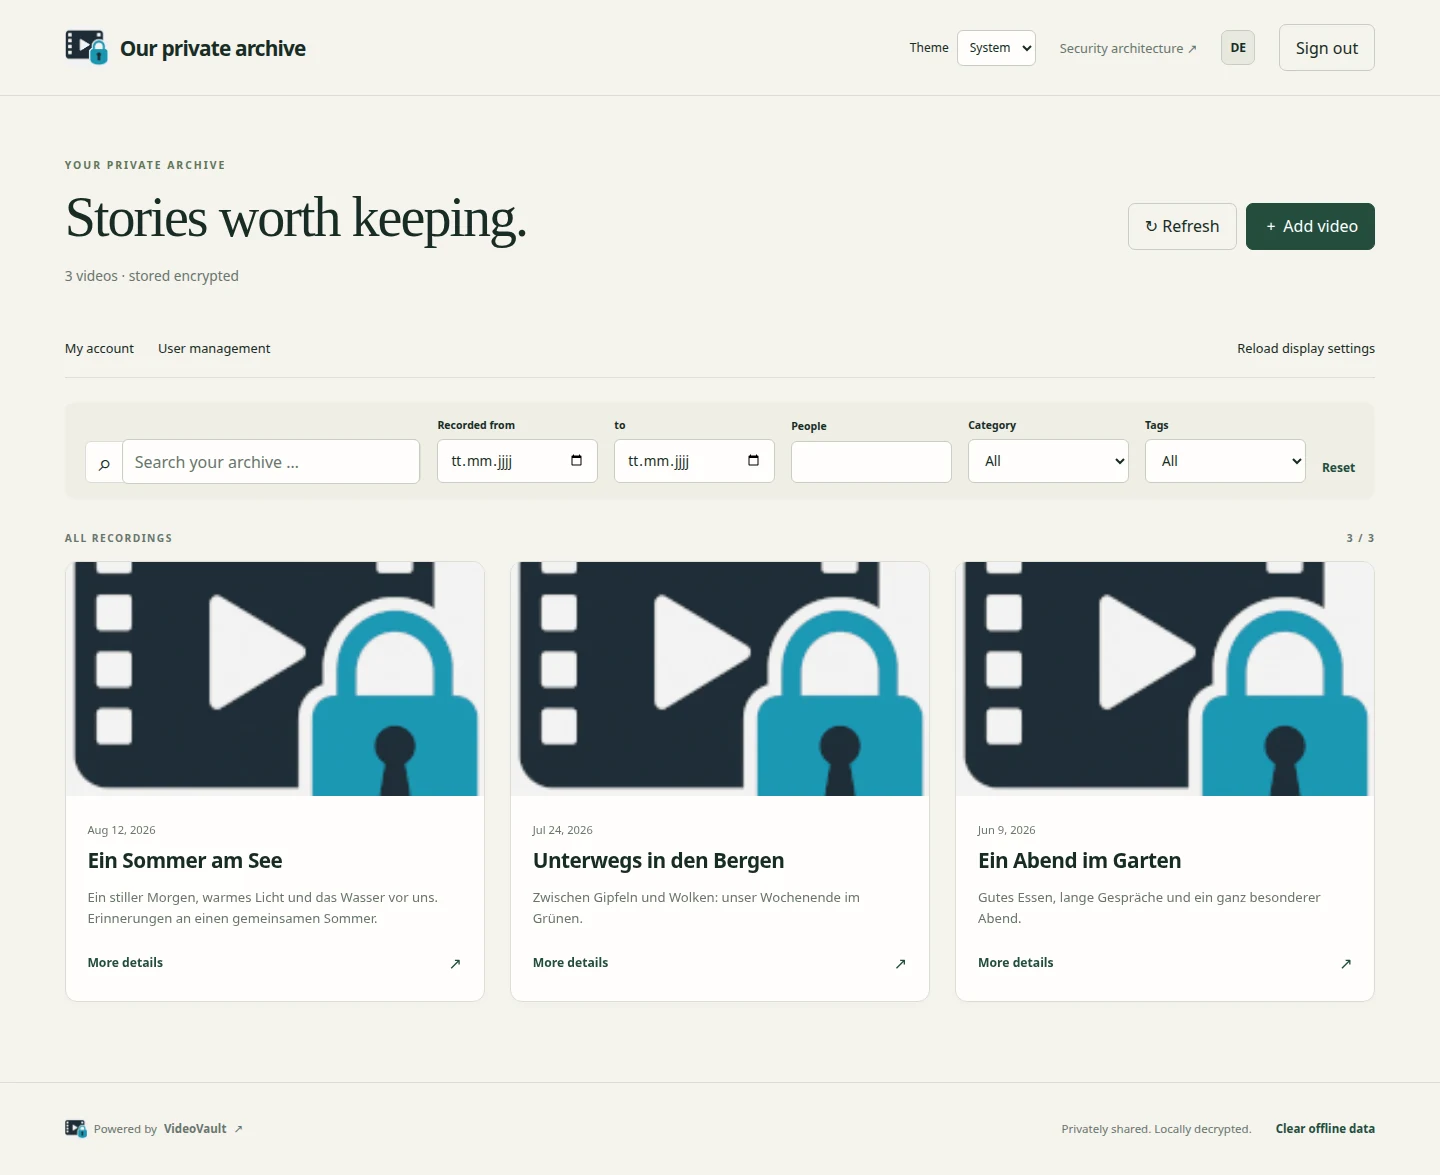 Our private archive
Theme System Security architecture ↗ DE Sign out
YOUR PRIVATE ARCHIVE
Stories worth keeping.
↻ Refresh + Add video
3 videos · stored encrypted
My account User management Reload display settings
Recorded from to People Category Tags
Search your archive ... tt.mm.jjjj tt.mm.jjjj All All Reset
ALL RECORDINGS 3 / 3
Aug 12, 2026
Ein Sommer am See
Ein stiller Morgen, warmes Licht und das Wasser vor uns.
Erinnerungen an einen gemeinsamen Sommer.
More details ↗
Jul 24, 2026
Unterwegs in den Bergen
Zwischen Gipfeln und Wolken: unser Wochenende im
Grünen.
More details ↗
Jun 9, 2026
Ein Abend im Garten
Gutes Essen, lange Gespräche und ein ganz besonderer
Abend.
More details ↗
Powered by VideoVault ↗ Privately shared. Locally decrypted. Clear offline data